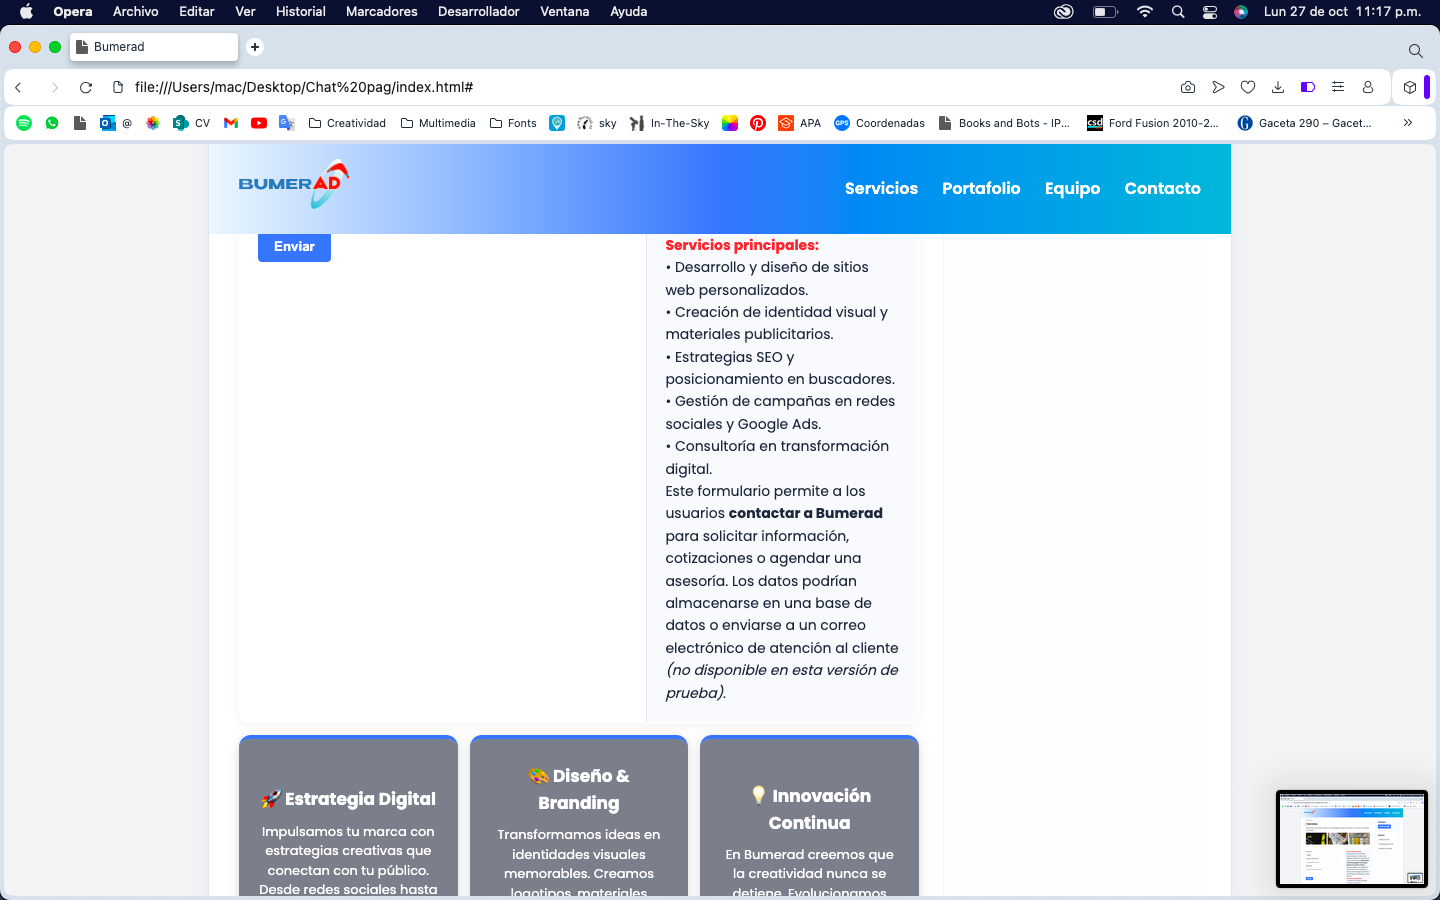 Opera Archivo Editar Ver Historial Marcadores Desarrollador Ventana Ayuda Lun 27 de oct 11:17 p.m.
Bumerad
file:///Users/mac/Desktop/Chat%20pag/index.html#
@ CV Creatividad Multimedia Fonts sky In-The-Sky APA Coordenadas Books and Bots - IP... Ford Fusion 2010-2... Gaceta 290 – Gacet...
BUMERAD
Servicios Portafolio Equipo Contacto
Enviar
Servicios principales:
• Desarrollo y diseño de sitios
web personalizados.
• Creación de identidad visual y
materiales publicitarios.
• Estrategias SEO y
posicionamiento en buscadores.
• Gestión de campañas en redes
sociales y Google Ads.
• Consultoría en transformación
digital.
Este formulario permite a los
usuarios contactar a Bumerad
para solicitar información,
cotizaciones o agendar una
asesoría. Los datos podrían
almacenarse en una base de
datos o enviarse a un correo
electrónico de atención al cliente
(no disponible en esta versión de
prueba).
🚀 Estrategia Digital
Impulsamos tu marca con
estrategias creativas que
conectan con tu público.
Desde redes sociales hasta
🎨 Diseño &
Branding
Transformamos ideas en
identidades visuales
memorables. Creamos
logotipos, materiales
💡 Innovación
Continua
En Bumerad creemos que
la creatividad nunca se
detiene. Evolucionamos